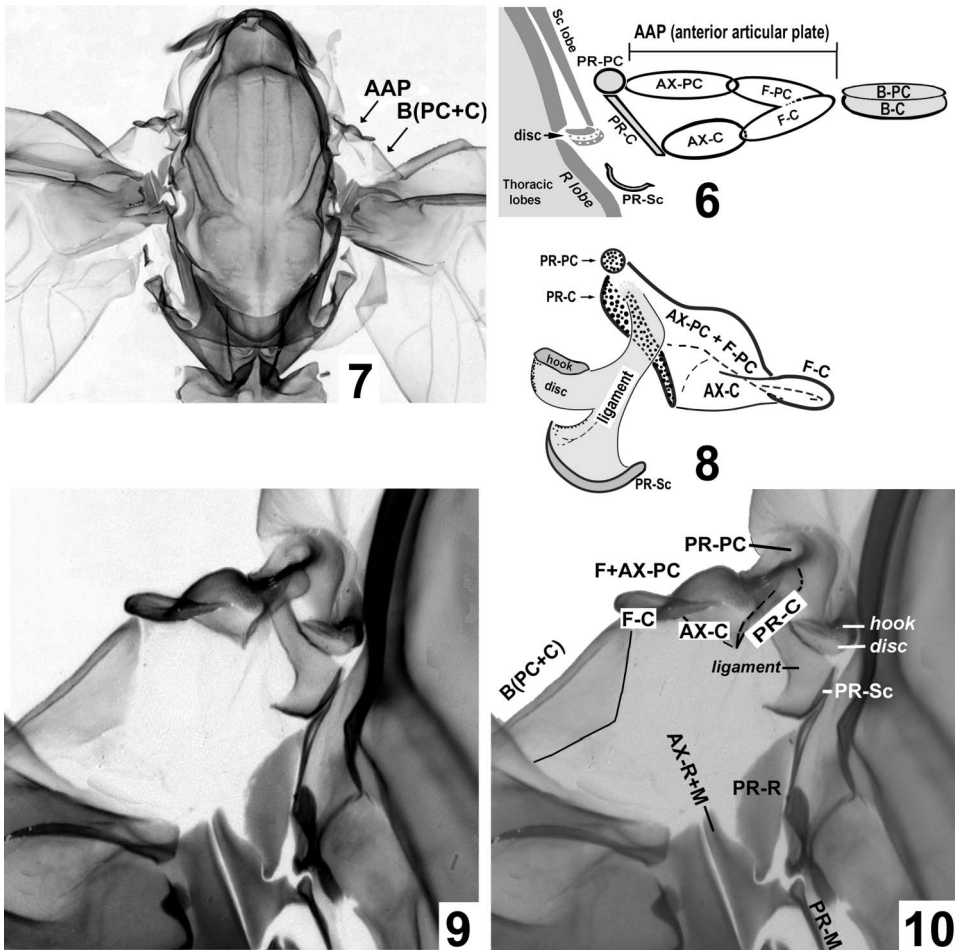 AAP
B(PC+C)
7
Sc lobe
PR-PC
AAP (anterior articular plate)
AX-PC
F-PC
F-C
B-PC
B-C
PR-C
disc
AX-C
Thoracic
lobes
R lobe
PR-Sc
6
PR-PC
PR-C
AX-PC + F-PC
F-C
AX-C
hook
disc
ligament
PR-Sc
8
9
PR-PC
F+AX-PC
F-C
AX-C
PR-C
hook
disc
ligament
PR-Sc
B(PC+C)
AX-R+M
PR-R
PR-M
10